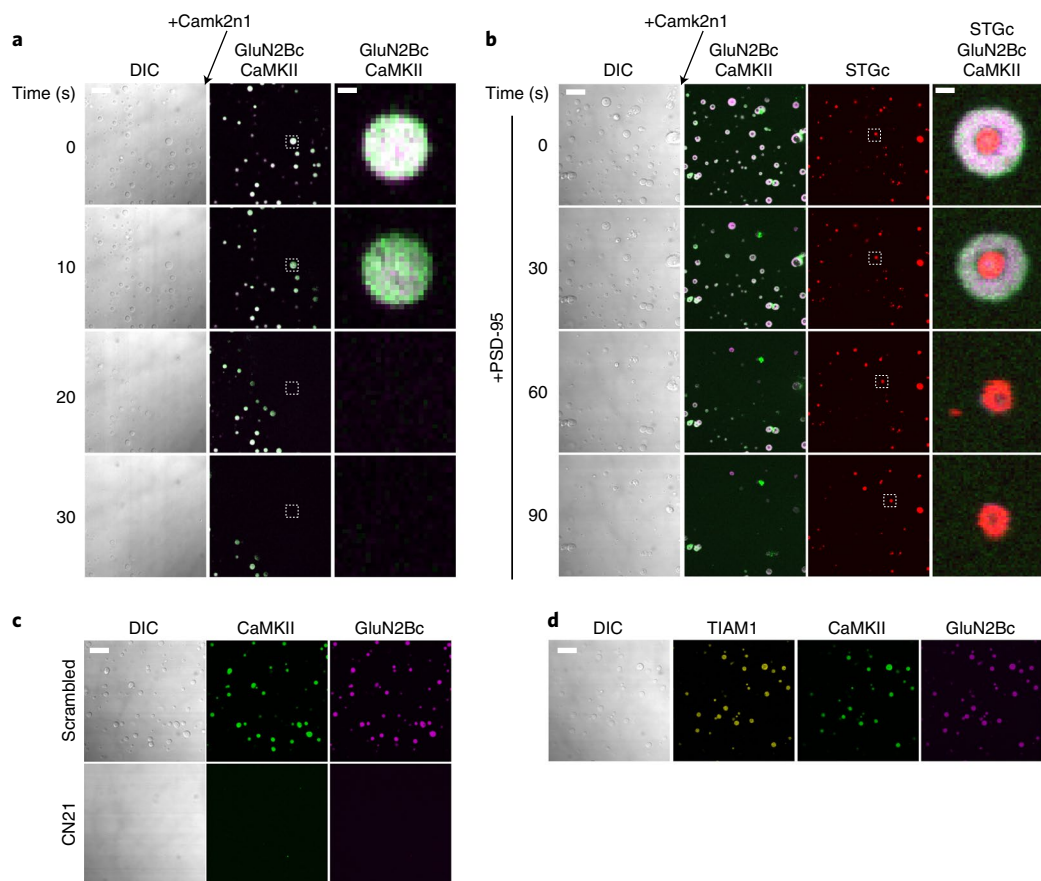 a
+Camk2n1
DIC
GluN2Bc
CaMKII
GluN2Bc
CaMKII
Time (s)
0
10
20
30
b
+Camk2n1
DIC
GluN2Bc
CaMKII
STGc
STGc
GluN2Bc
CaMKII
Time (s)
+PSD-95
0
30
60
90
c
DIC
CaMKII
GluN2Bc
Scrambled
CN21
d
DIC
TIAM1
CaMKII
GluN2Bc